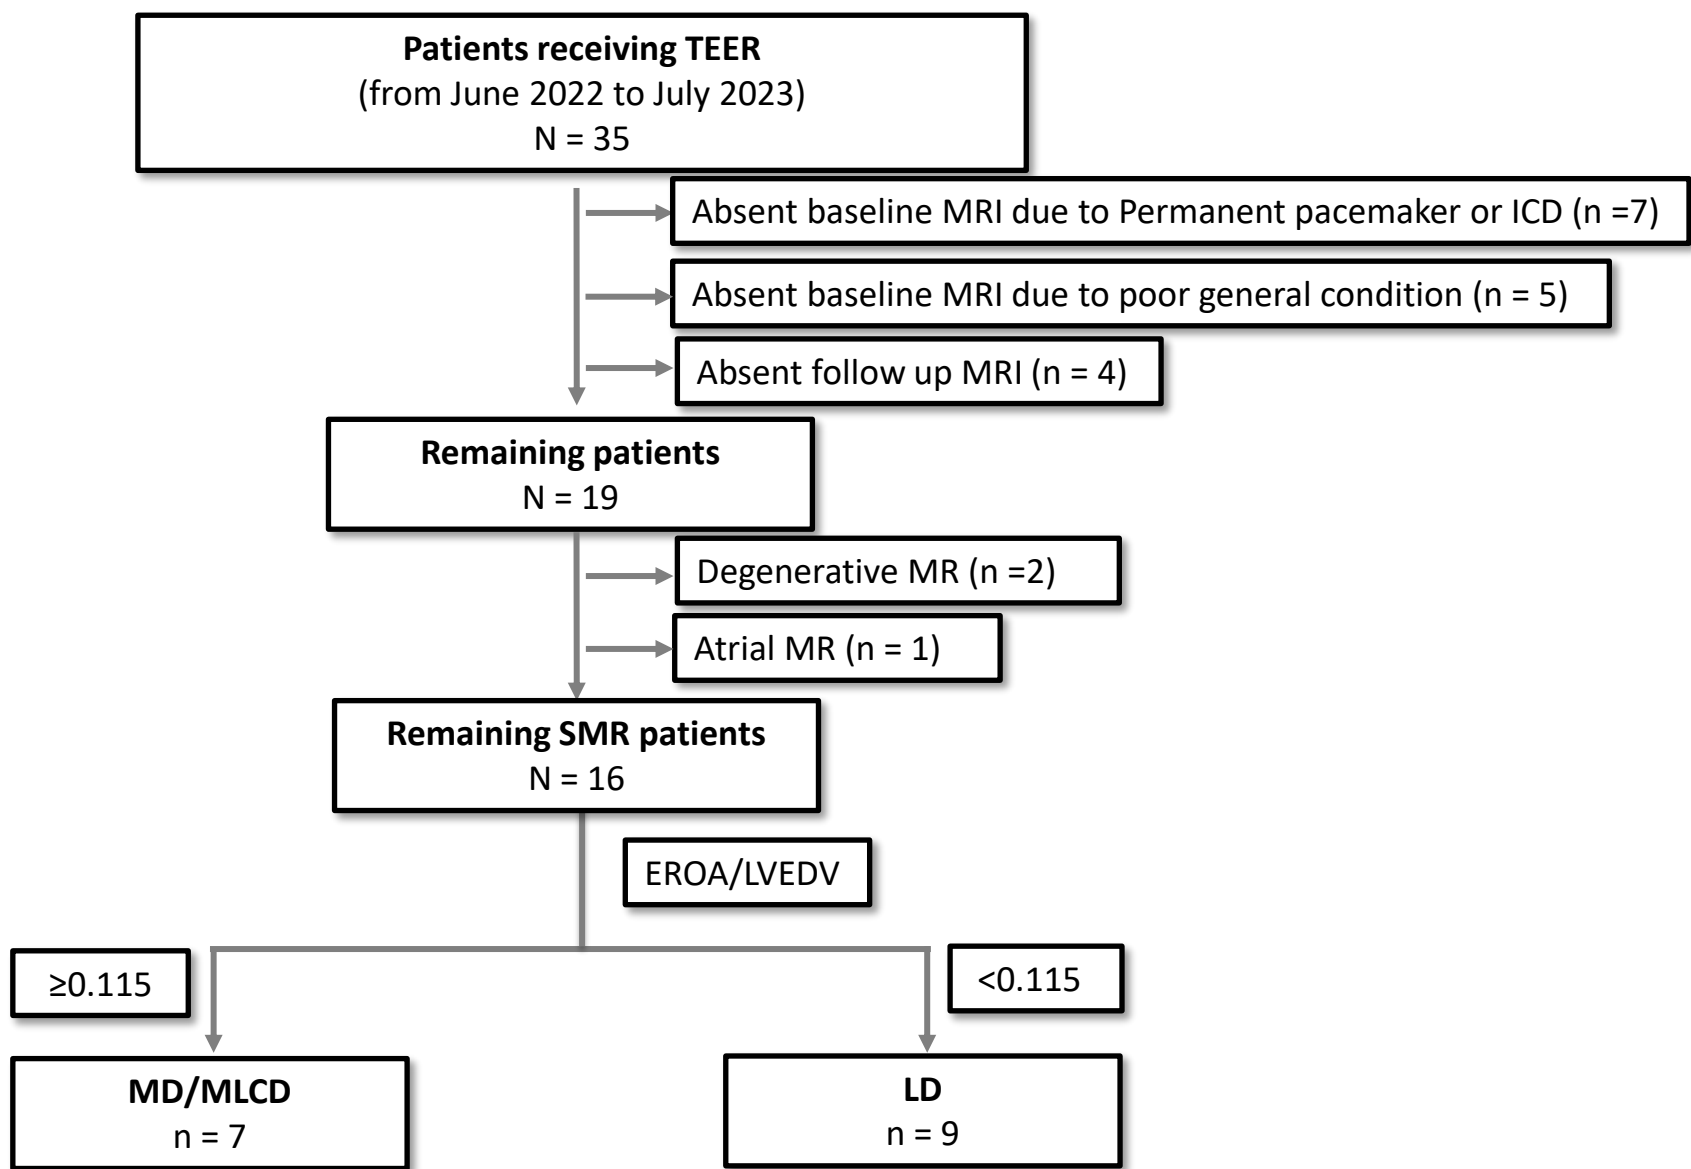 Patients receiving TEER
(from June 2022 to July 2023)
N = 35
Absent baseline MRI due to Permanent pacemaker or ICD (n =7)
Absent baseline MRI due to poor general condition (n = 5)
Absent follow up MRI (n = 4)
Remaining patients
N = 19
Degenerative MR (n =2)
Atrial MR (n = 1)
Remaining SMR patients
N = 16
EROA/LVEDV
≥0.115
<0.115
MD/MLCD
n = 7
LD
n = 9